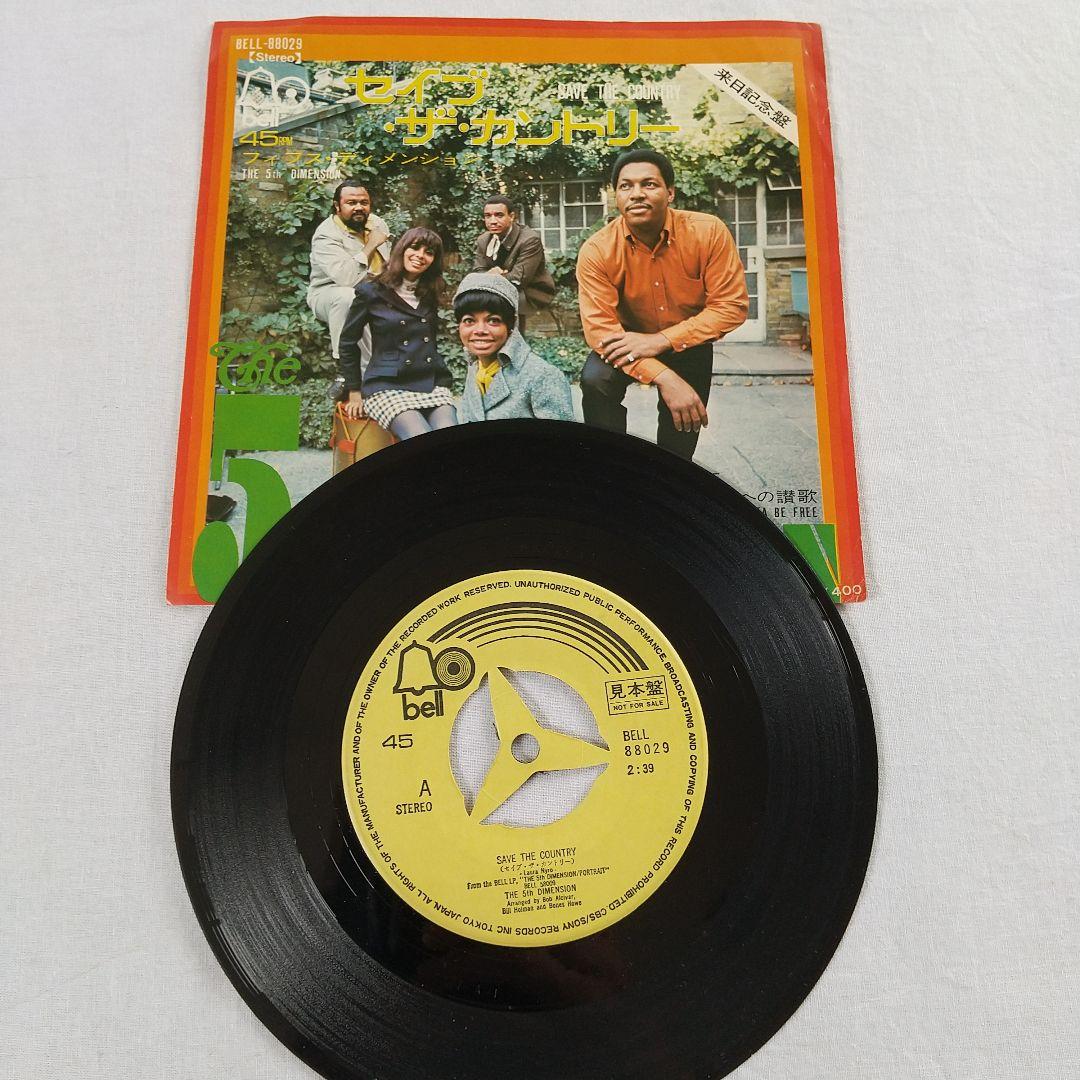 BELL-88029
【Stereo】
bell
45RPM
セイブ
・ザ・カントリー
SAVE THE COUNTRY
来日記念盤
フィフス・ディメンション
THE 5th DIMENSION
The
5
への讃歌
BE FREE
400
ALL RIGHTS OF THE MANUFACTURER AND OF THE OWNER OF THE RECORDED WORK RESERVED. UNAUTHORIZED PUBLIC PERFORMANCE, BROADCASTING AND COPYING OF THIS RECORD PROHIBITED. CBS/SONY RECORDS INC TOKYO JAPAN.
bell
見本盤
NOT FOR SALE
45
BELL
88029
2:39
A
STEREO
SAVE THE COUNTRY
(セイブ・ザ・カントリー)
- Laura Nyro -
From the BELL LP, "THE 5th DIMENSION/PORTRAIT"
BELL 58009
THE 5th DIMENSION
Arranged by Bob Alcivar,
Bill Holman and Bones Howe